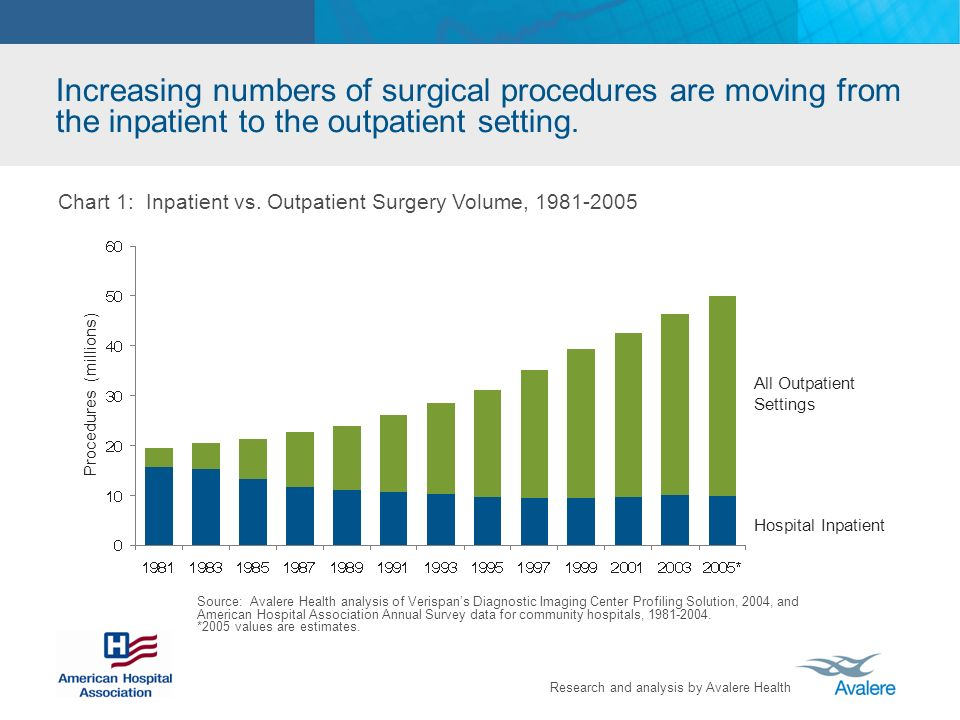 Increasing numbers of surgical procedures are moving from
the inpatient to the outpatient setting.
Chart 1:  Inpatient vs. Outpatient Surgery Volume, 1981-2005
Procedures (millions)
60
50
40
30
20
10
0
1981 1983 1985 1987 1989 1991 1993 1995 1997 1999 2001 2003 2005*
All Outpatient
Settings
Hospital Inpatient
Source:  Avalere Health analysis of Verispan’s Diagnostic Imaging Center Profiling Solution, 2004, and
American Hospital Association Annual Survey data for community hospitals, 1981-2004.
*2005 values are estimates.
H
American Hospital
Association
Research and analysis by Avalere Health
Avalere